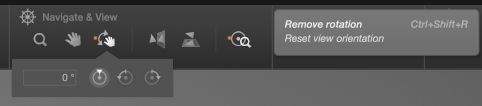 Navigate & View
Remove rotation Ctrl+Shift+R
Reset view orientation
0 °